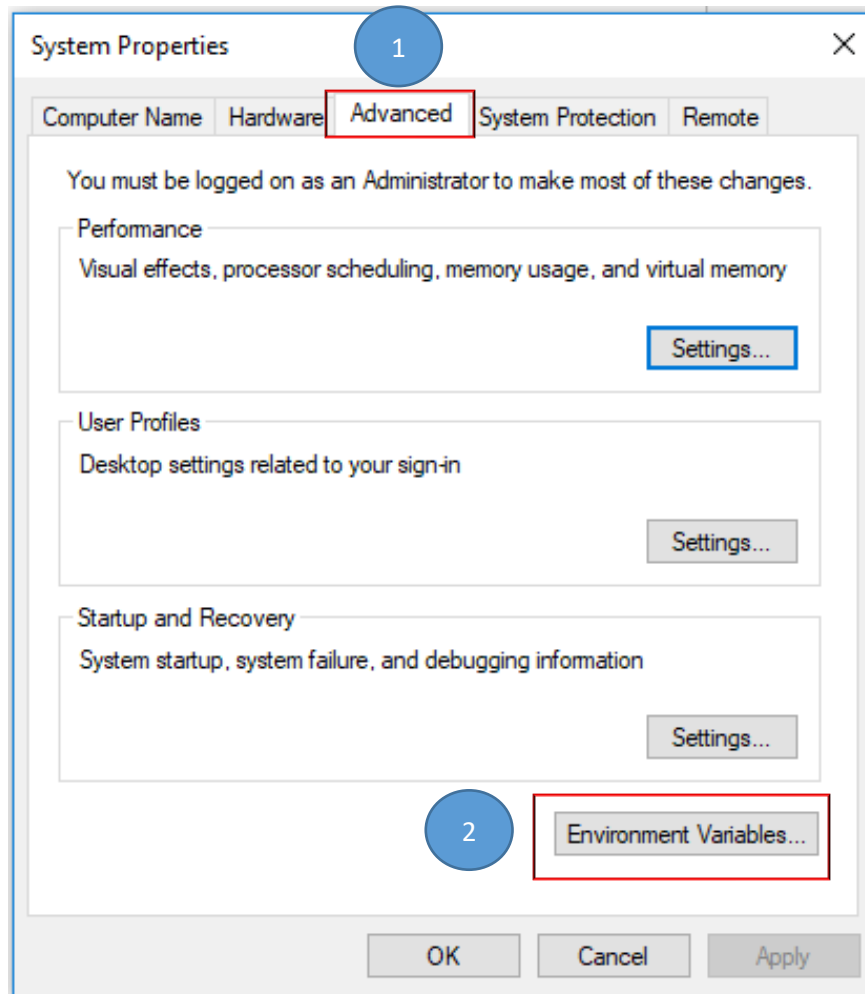 System Properties
1
Computer Name Hardware Advanced System Protection Remote
You must be logged on as an Administrator to make most of these changes.
Performance
Visual effects, processor scheduling, memory usage, and virtual memory
Settings...
User Profiles
Desktop settings related to your sign-in
Settings...
Startup and Recovery
System startup, system failure, and debugging information
Settings...
2
Environment Variables...
OK Cancel Apply